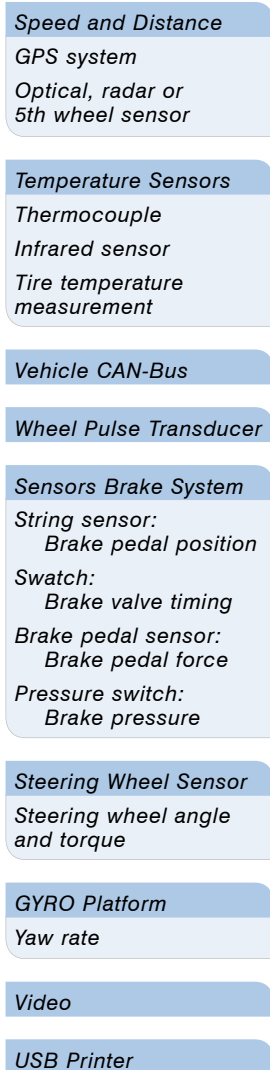 Speed and Distance
GPS system
Optical, radar or
5th wheel sensor
Temperature Sensors
Thermocouple
Infrared sensor
Tire temperature
measurement
Vehicle CAN-Bus
Wheel Pulse Transducer
Sensors Brake System
String sensor:
Brake pedal position
Swatch:
Brake valve timing
Brake pedal sensor:
Brake pedal force
Pressure switch:
Brake pressure
Steering Wheel Sensor
Steering wheel angle
and torque
GYRO Platform
Yaw rate
Video
USB Printer